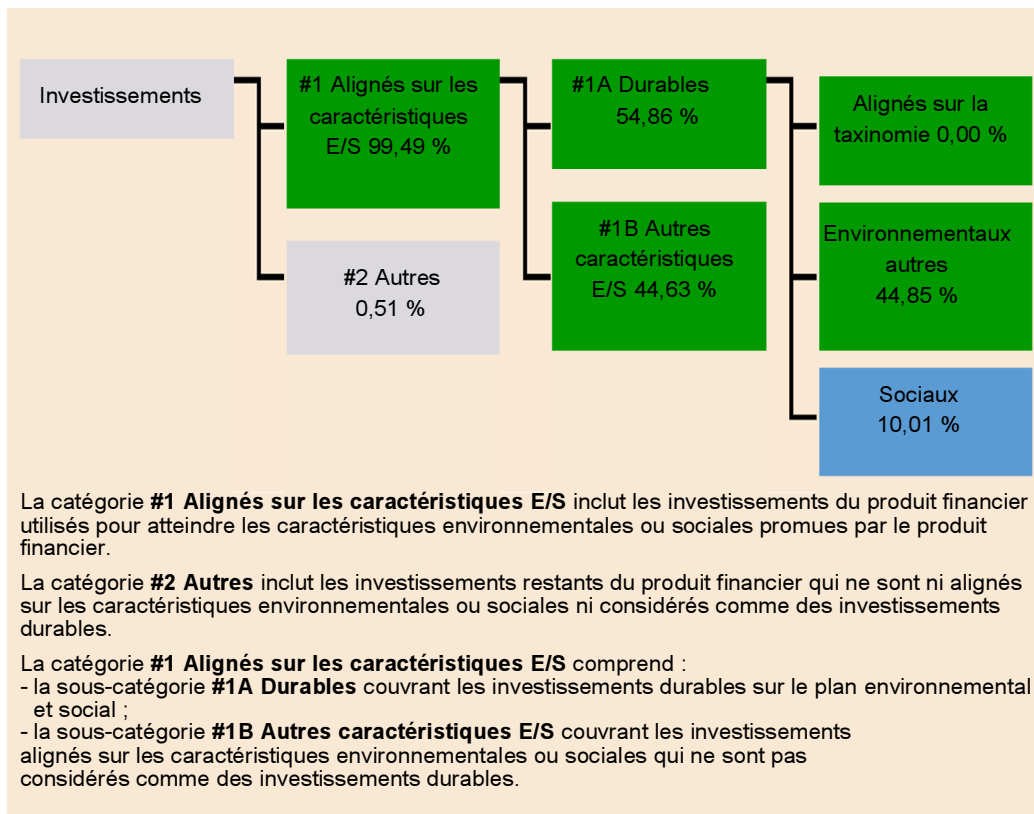 Investissements
#1 Alignés sur les
caractéristiques
E/S 99,49 %
#2 Autres
0,51 %
#1A Durables
54,86 %
#1B Autres
caractéristiques
E/S 44,63 %
Alignés sur la
taxinomie 0,00 %
Environnementaux
autres
44,85 %
Sociaux
10,01 %
La catégorie #1 Alignés sur les caractéristiques E/S inclut les investissements du produit financier
utilisés pour atteindre les caractéristiques environnementales ou sociales promues par le produit
financier.
La catégorie #2 Autres inclut les investissements restants du produit financier qui ne sont ni alignés
sur les caractéristiques environnementales ou sociales ni considérés comme des investissements
durables.
La catégorie #1 Alignés sur les caractéristiques E/S comprend :
- la sous-catégorie #1A Durables couvrant les investissements durables sur le plan environnemental
et social ;
- la sous-catégorie #1B Autres caractéristiques E/S couvrant les investissements
alignés sur les caractéristiques environnementales ou sociales qui ne sont pas
considérés comme des investissements durables.